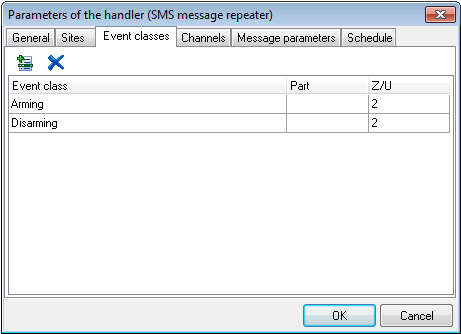 Parameters of the handler (SMS message repeater)
General Sites Event classes Channels Message parameters Schedule
Event class Part Z/U
Arming 2
Disarming 2
OK Cancel